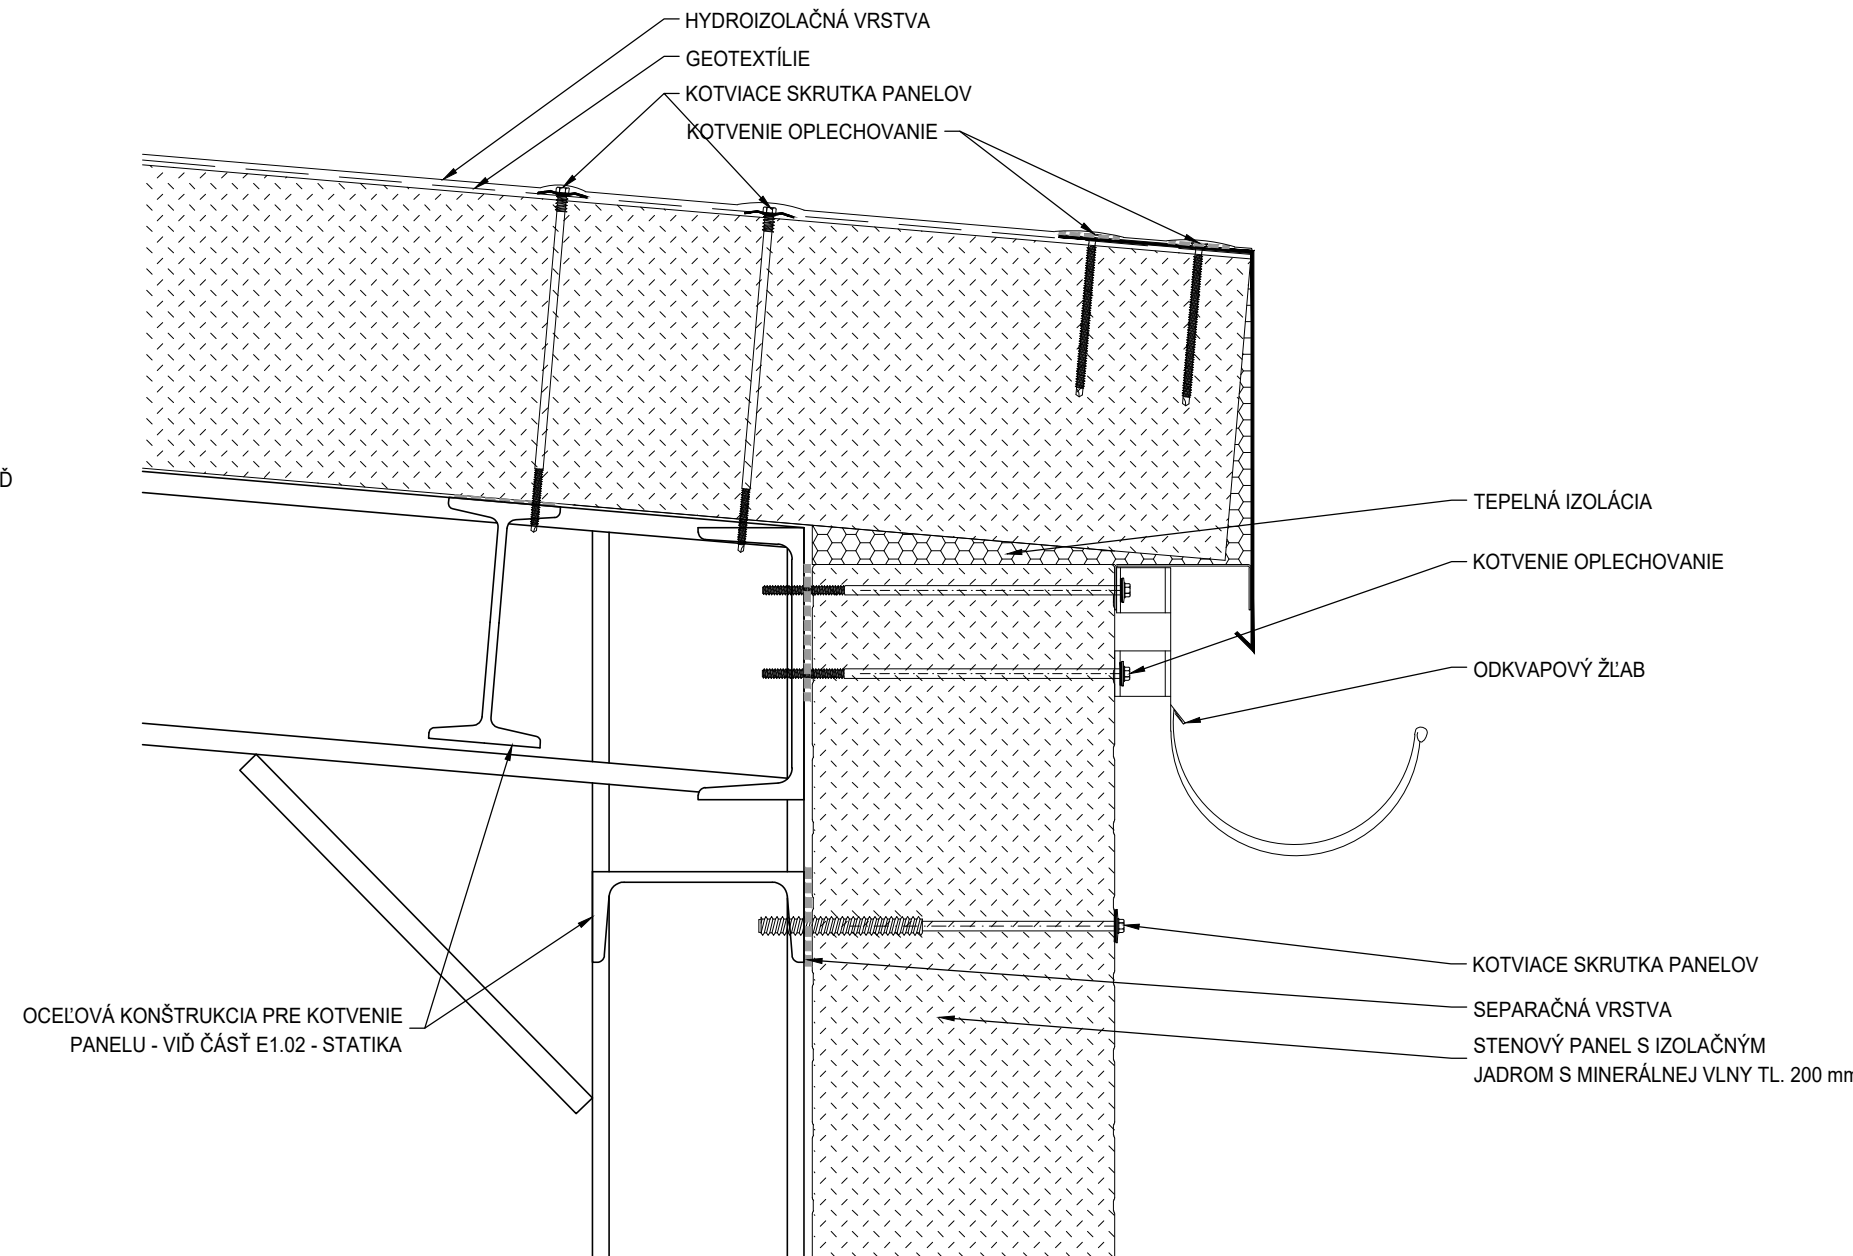 HYDROIZOLAČNÁ VRSTVA
GEOTEXTÍLIE
KOTVIACE SKRUTKA PANELOV
KOTVENIE OPLECHOVANIE
Ď
TEPELNÁ IZOLÁCIA
KOTVENIE OPLECHOVANIE
ODKVAPOVÝ ŽĽAB
KOTVIACE SKRUTKA PANELOV
SEPARAČNÁ VRSTVA
OCEĽOVÁ KONŠTRUKCIA PRE KOTVENIE
PANELU - VIĎ ČÁSŤ E1.02 - STATIKA
STENOVÝ PANEL S IZOLAČNÝM
JADROM S MINERÁLNEJ VLNY TL. 200 mm